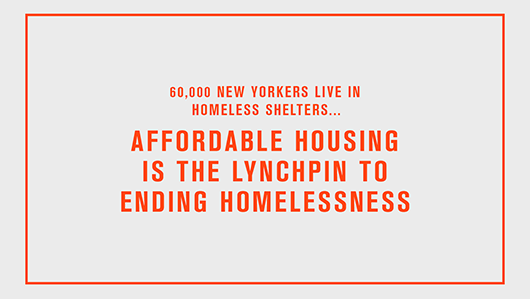 60,000 NEW YORKERS LIVE IN
HOMELESS SHELTERS...
AFFORDABLE HOUSING
IS THE LYNCHPIN TO
ENDING HOMELESSNESS